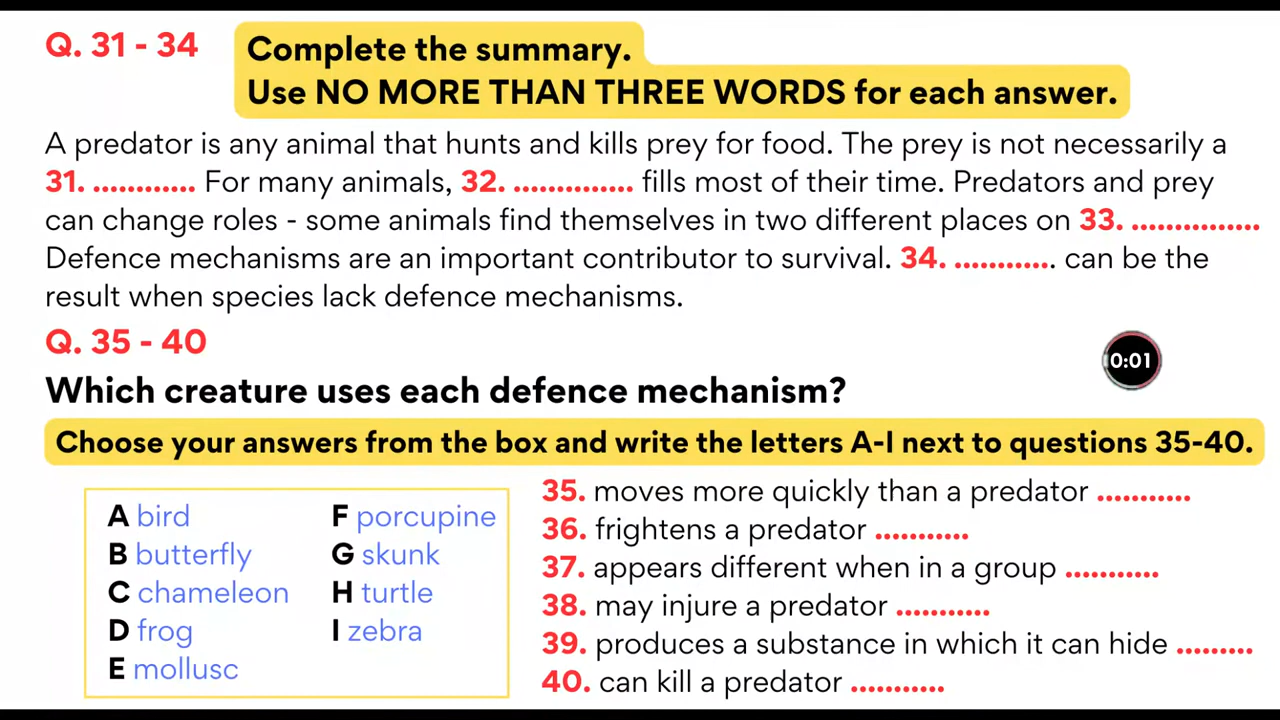 Q. 31 - 34
Complete the summary.
Use NO MORE THAN THREE WORDS for each answer.
A predator is any animal that hunts and kills prey for food. The prey is not necessarily a
31. ............ For many animals, 32. .............. fills most of their time. Predators and prey
can change roles - some animals find themselves in two different places on 33. ...............
Defence mechanisms are an important contributor to survival. 34. ............ can be the
result when species lack defence mechanisms.
Q. 35 - 40
0:01
Which creature uses each defence mechanism?
Choose your answers from the box and write the letters A-I next to questions 35-40.
A bird
B butterfly
C chameleon
D frog
E mollusc
F porcupine
G skunk
H turtle
I zebra
35. moves more quickly than a predator ...........
36. frightens a predator ...........
37. appears different when in a group ...........
38. may injure a predator ...........
39. produces a substance in which it can hide .........
40. can kill a predator ...........